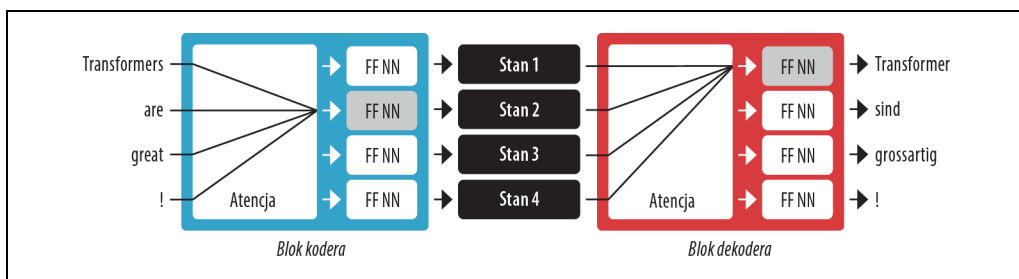 Transformers FF NN Stan 1 FF NN Transformer
are FF NN Stan 2 FF NN sind
great FF NN Stan 3 FF NN grossartig
! Atencja FF NN Stan 4 Atencja FF NN !
Blok kodera Blok dekodera